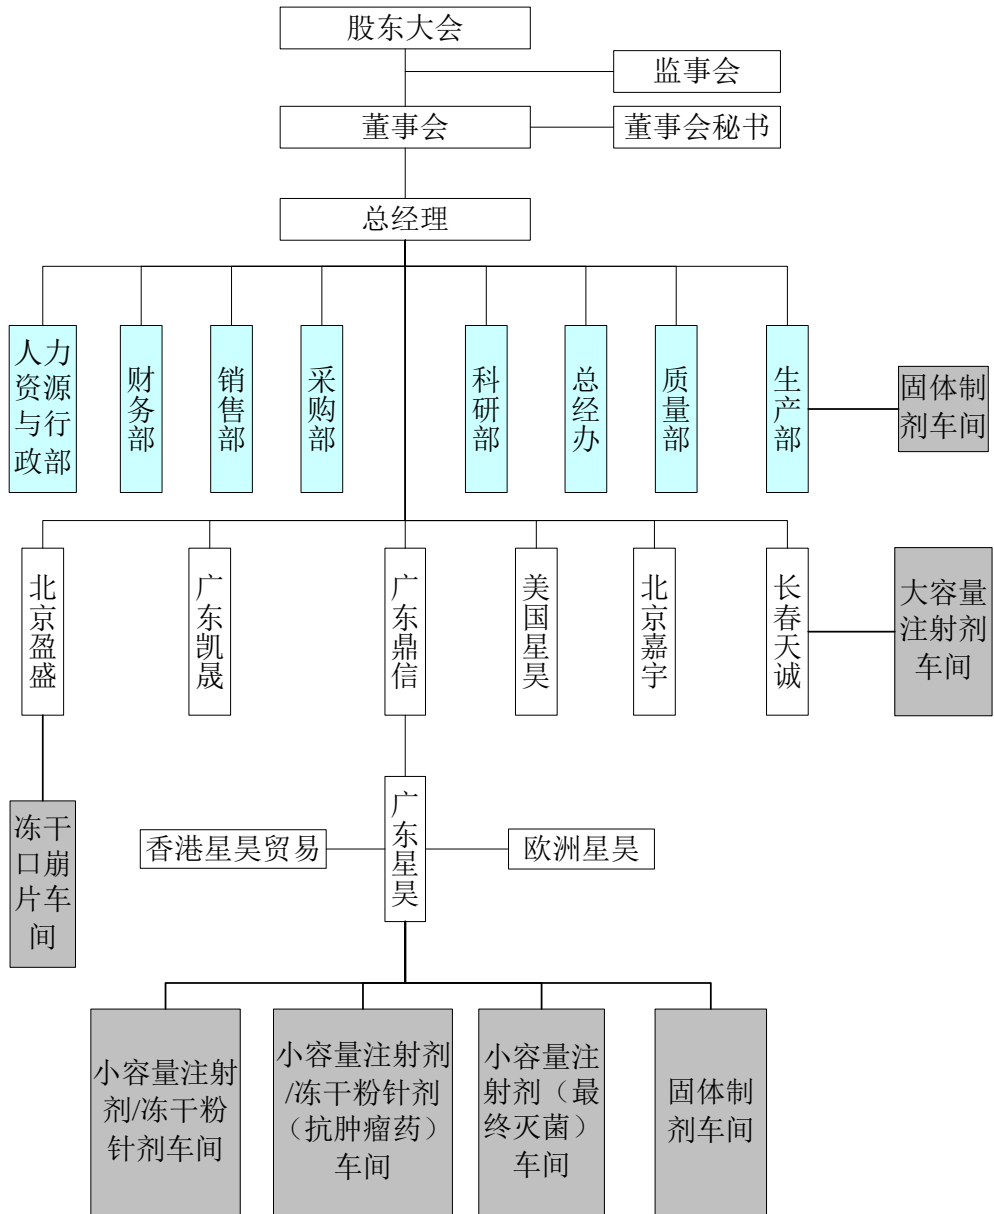 股东大会
监事会
董事会
董事会秘书
总经理
人力
资源
与行
政部
财务部
销售部
采购部
科研部
总经办
质量部
生产部
固体制
剂车间
北京盈盛
广东凯晟
广东鼎信
美国星昊
北京嘉宇
长春天诚
大容量
注射剂
车间
冻干
口崩
片车
间
香港星昊贸易
广东星昊
欧洲星昊
小容量注射
剂/冻干粉
针剂车间
小容量注射剂
/冻干粉针剂
（抗肿瘤药）
车间
小容量注
射剂（最
终灭菌）
车间
固体制
剂车间